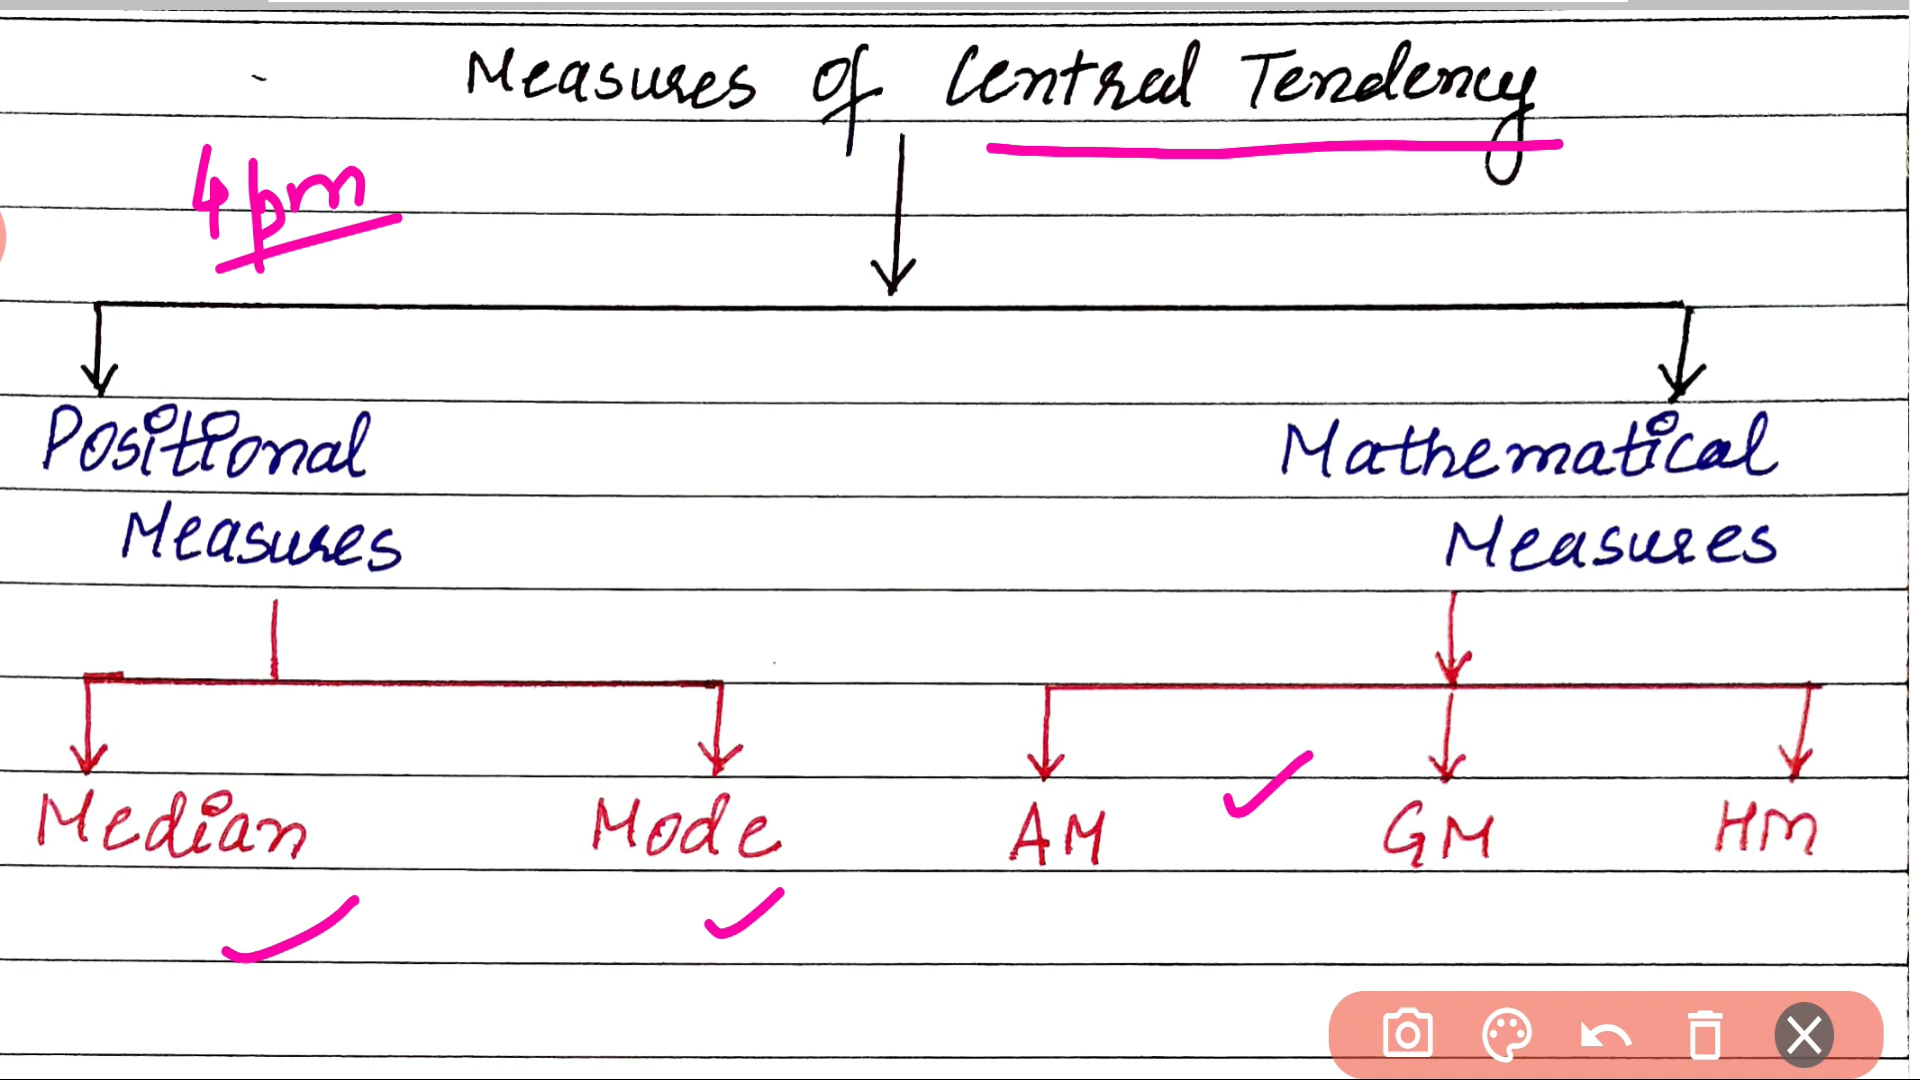 Measures of Central Tendency
4pm
Positional Mathematical
Measures Measures
Median Mode AM GM HM